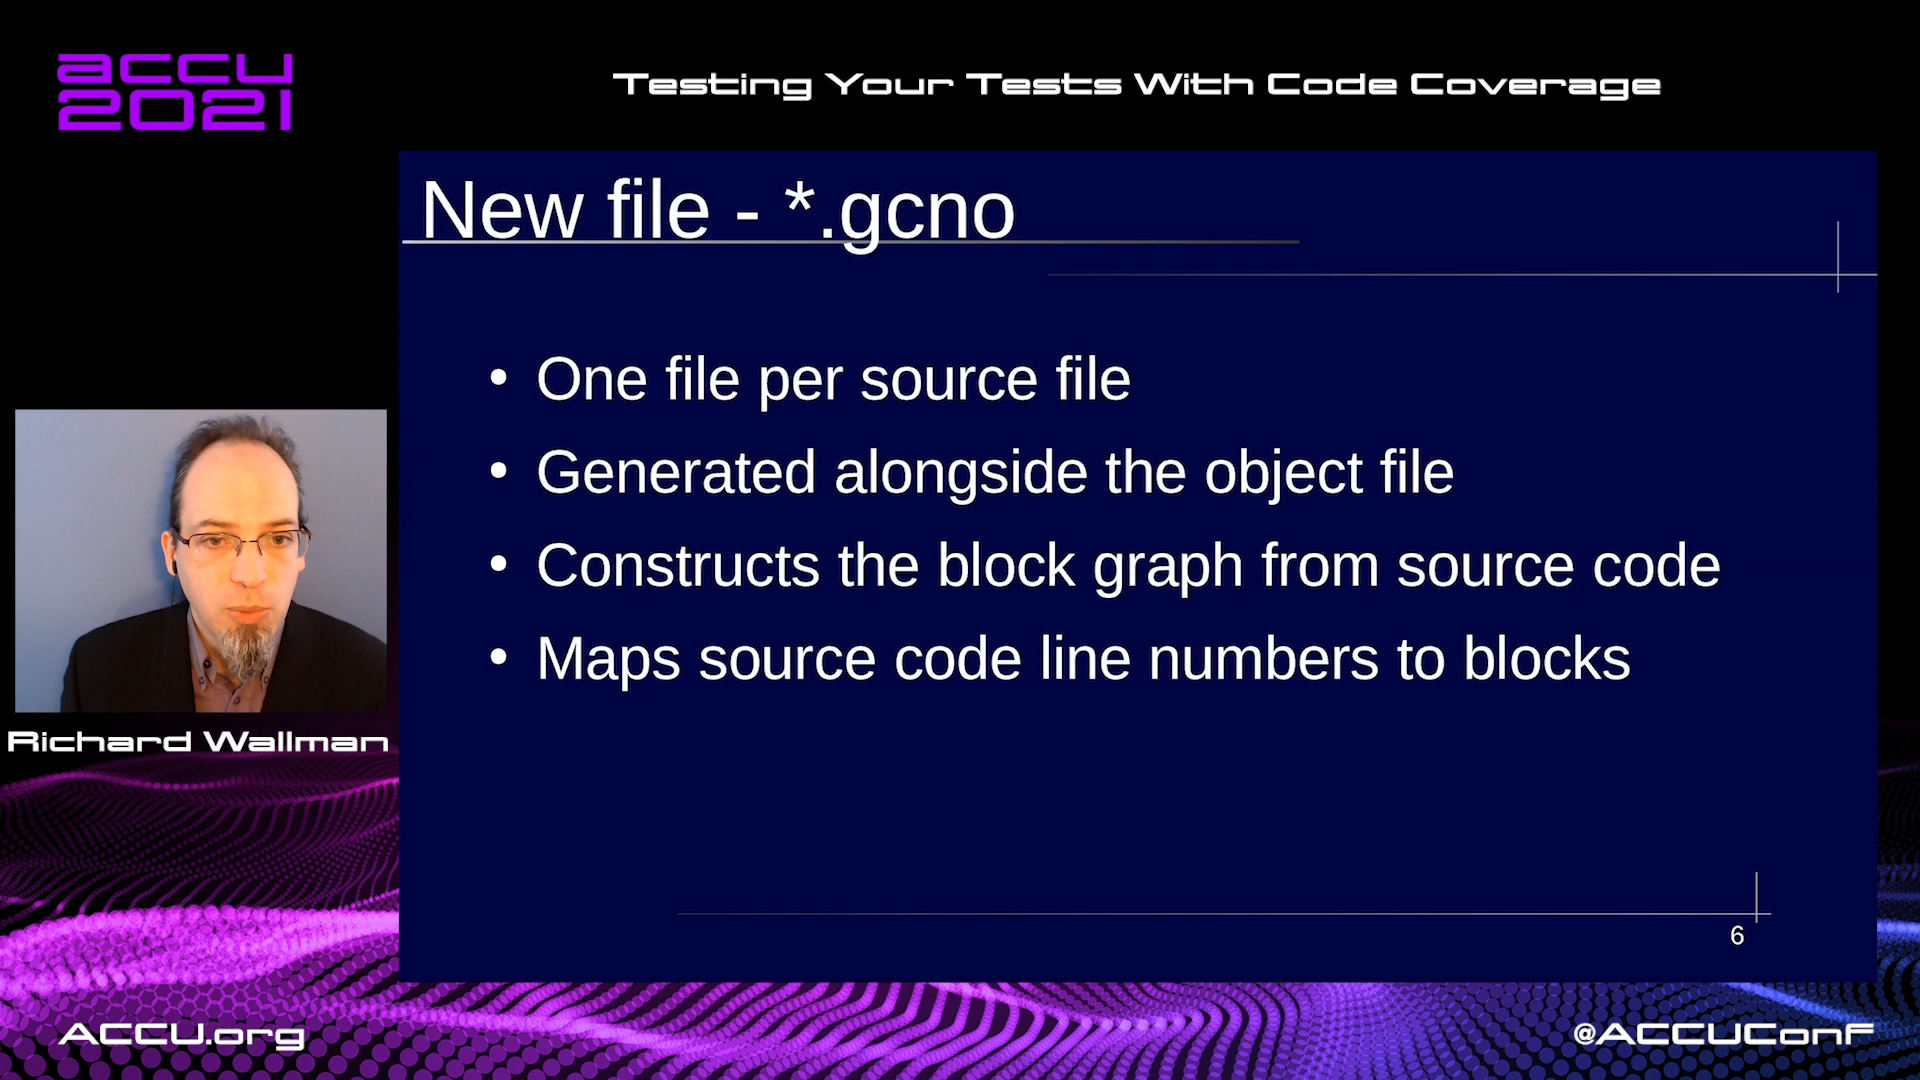 accu
2021
Testing Your Tests With Code Coverage
New file - *.gcno
• One file per source file
• Generated alongside the object file
• Constructs the block graph from source code
• Maps source code line numbers to blocks
6
Richard Wallman
ACCU.org
@ACCUConf